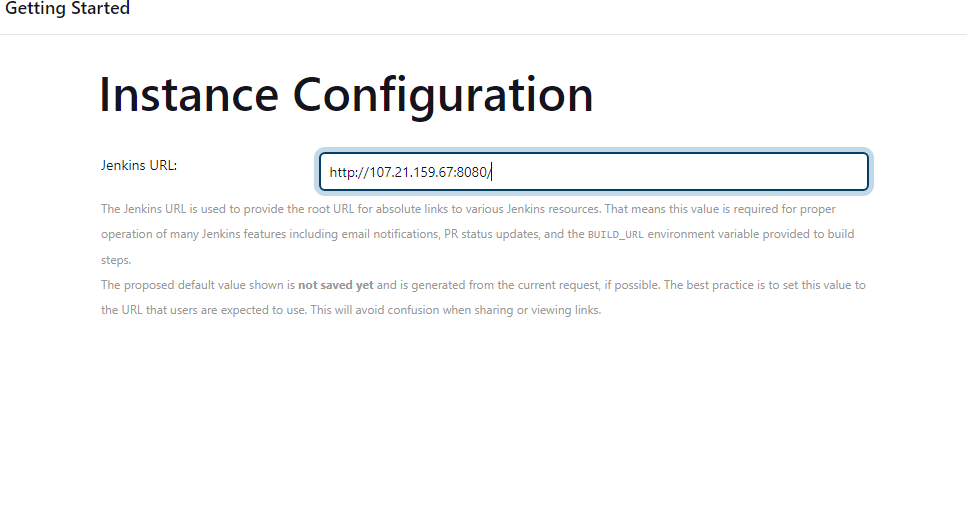 Getting Started
Instance Configuration
Jenkins URL:
http://107.21.159.67:8080/
The Jenkins URL is used to provide the root URL for absolute links to various Jenkins resources. That means this value is required for proper
operation of many Jenkins features including email notifications, PR status updates, and the BUILD_URL environment variable provided to build
steps.
The proposed default value shown is not saved yet and is generated from the current request, if possible. The best practice is to set this value to
the URL that users are expected to use. This will avoid confusion when sharing or viewing links.